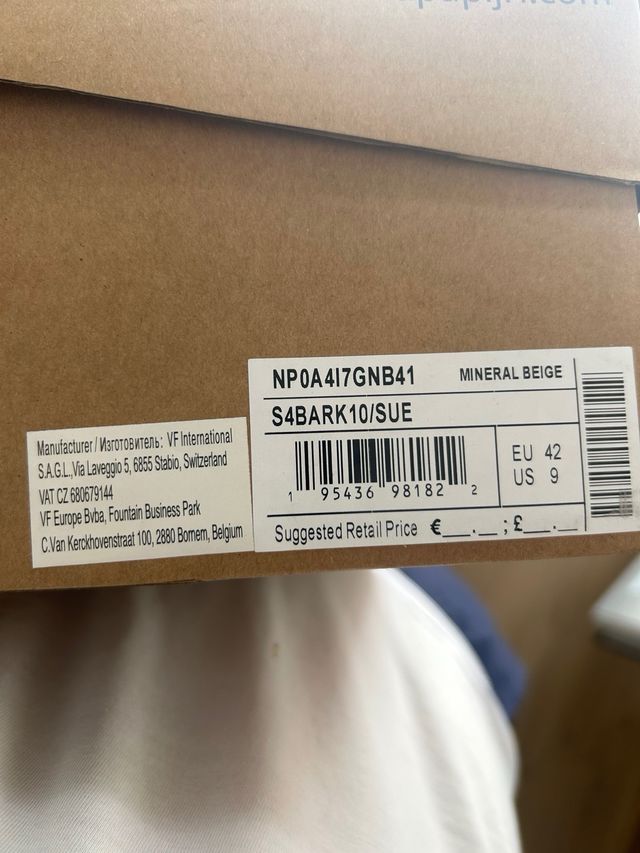 NP0A4I7GNB41 MINERAL BEIGE
S4BARK10/SUE
1 95436 98182 2
EU 42
US 9
Suggested Retail Price €__.__ ; £__.__
Manufacturer / Изготовитель: VF International
S.A.G.L.,Via Laveggio 5, 6855 Stabio, Switzerland
VAT CZ 680679144
VF Europe Bvba, Fountain Business Park
C.Van Kerckhovenstraat 100, 2880 Bornem, Belgium